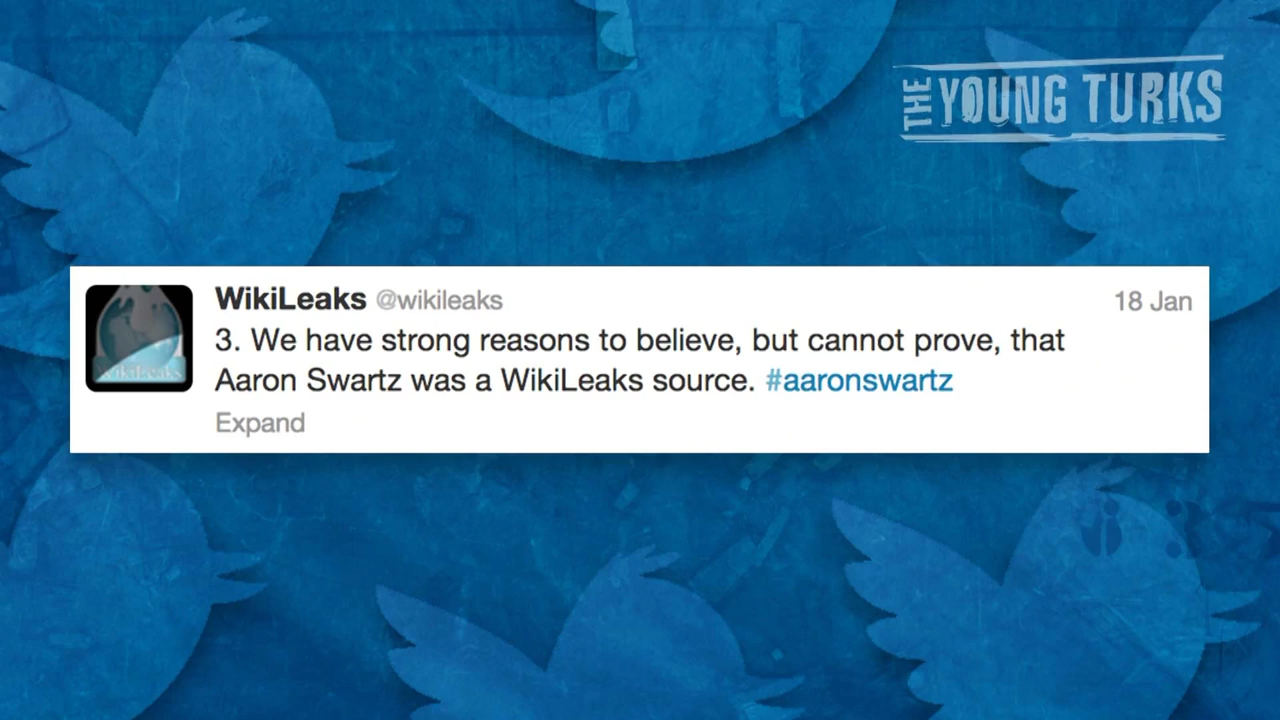 THE YOUNG TURKS
WikiLeaks @wikileaks 18 Jan
3. We have strong reasons to believe, but cannot prove, that
Aaron Swartz was a WikiLeaks source. #aaronswartz
Expand